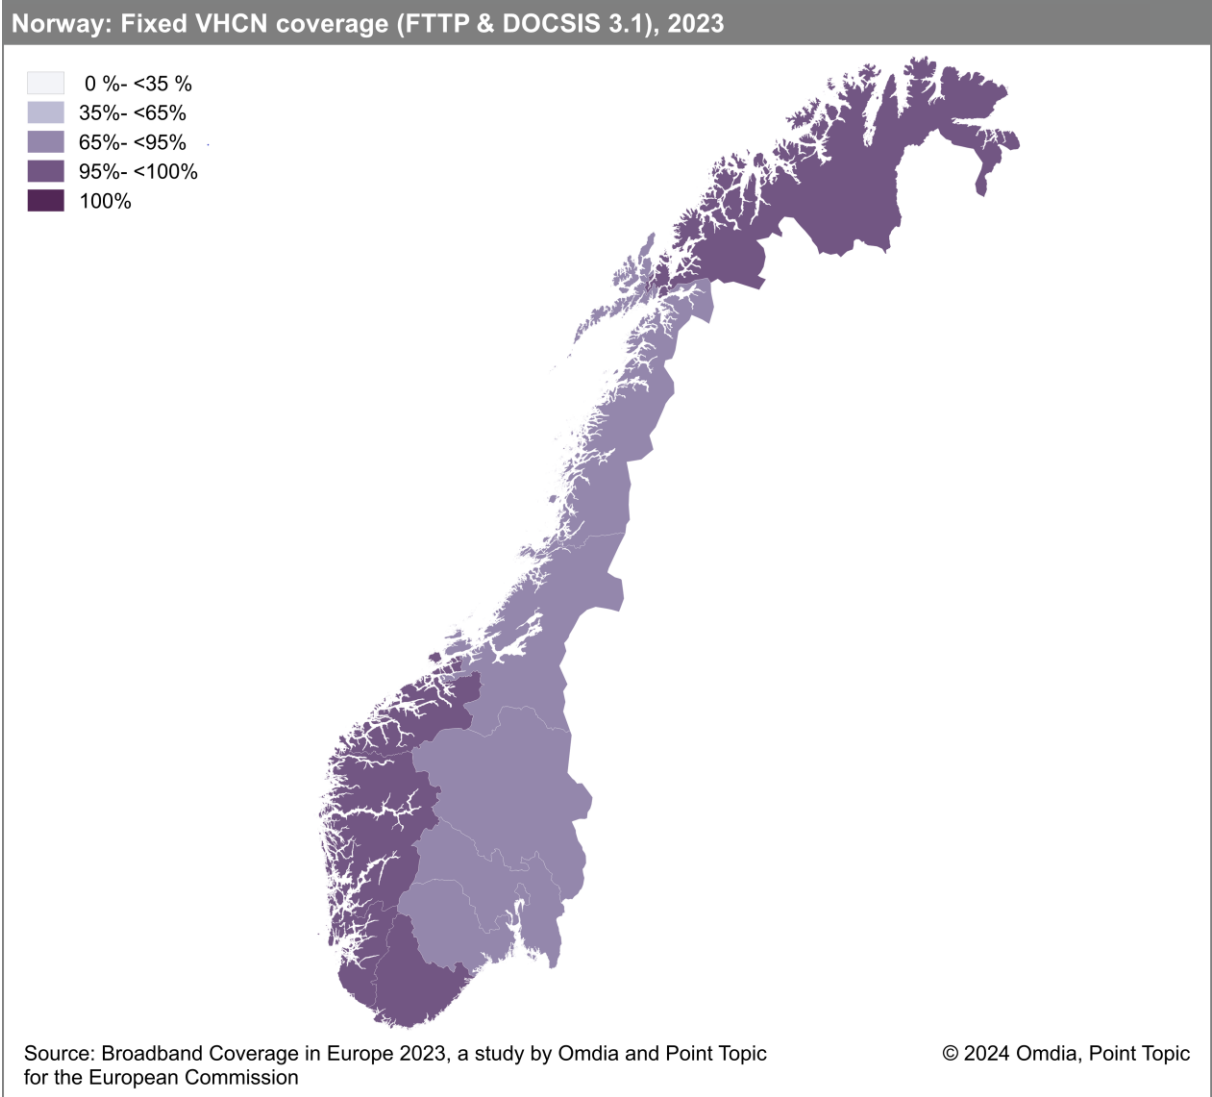 Norway: Fixed VHCN coverage (FTTP & DOCSIS 3.1), 2023
0 %- <35 %
35%- <65%
65%- <95%
95%- <100%
100%
Source: Broadband Coverage in Europe 2023, a study by Omdia and Point Topic
for the European Commission
© 2024 Omdia, Point Topic